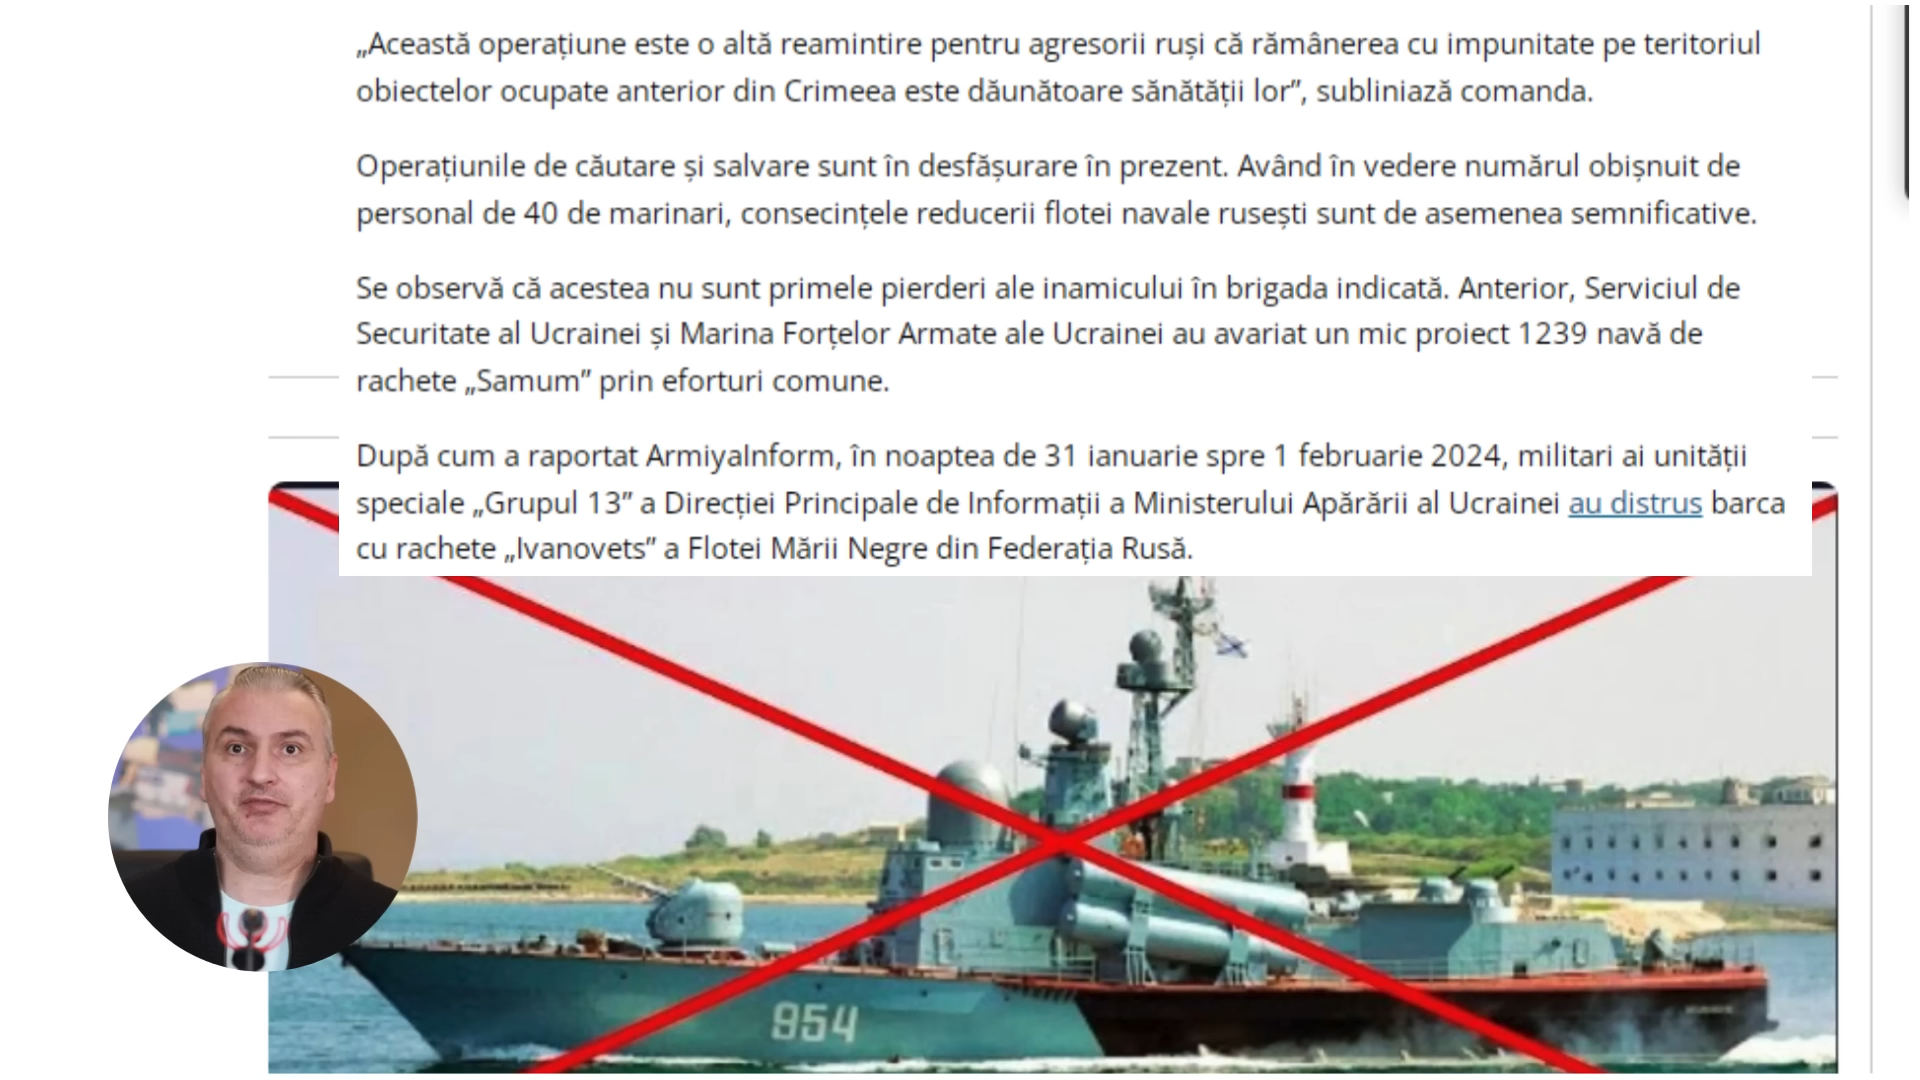 „Această operațiune este o altă reamintire pentru agresorii ruși că rămânerea cu impunitate pe teritoriul
obiectelor ocupate anterior din Crimeea este dăunătoare sănătății lor”, subliniază comanda.
Operațiunile de căutare și salvare sunt în desfășurare în prezent. Având în vedere numărul obișnuit de
personal de 40 de marinari, consecințele reducerii flotei navale rusești sunt de asemenea semnificative.
Se observă că acestea nu sunt primele pierderi ale inamicului în brigada indicată. Anterior, Serviciul de
Securitate al Ucrainei și Marina Forțelor Armate ale Ucrainei au avariat un mic proiect 1239 navă de
rachete „Samum” prin eforturi comune.
După cum a raportat ArmiyaInform, în noaptea de 31 ianuarie spre 1 februarie 2024, militari ai unității
speciale „Grupul 13” a Direcției Principale de Informații a Ministerului Apărării al Ucrainei au distrus barca
cu rachete „Ivanovets” a Flotei Mării Negre din Federația Rusă.
954